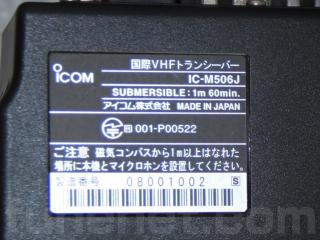 国際VHFトランシーバー
ICOM
IC-M506J
SUBMERSIBLE : 1m 60min.
アイコム株式会社 MADE IN JAPAN
001-P00522
ご注意 磁気コンパスから1m以上はなれた
場所に本機とマイクロホンを設置してください。
製造番号 08001002 S